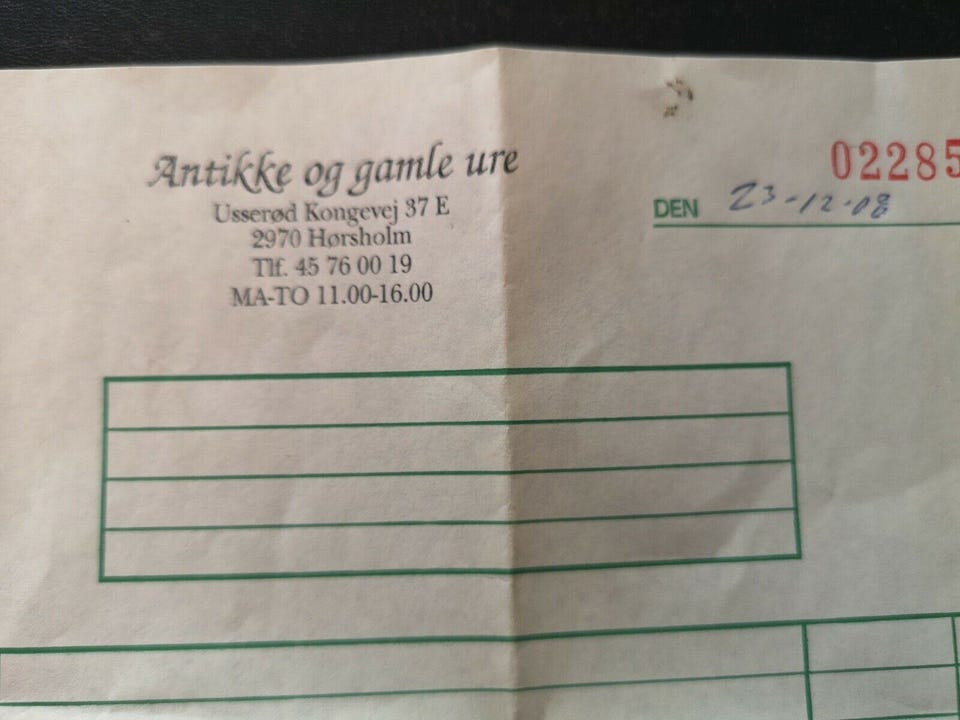 Antikke og gamle ure
Usserød Kongevej 37 E
2970 Hørsholm
Tlf. 45 76 00 19
MA-TO 11.00-16.00
02285
DEN 23-12-08